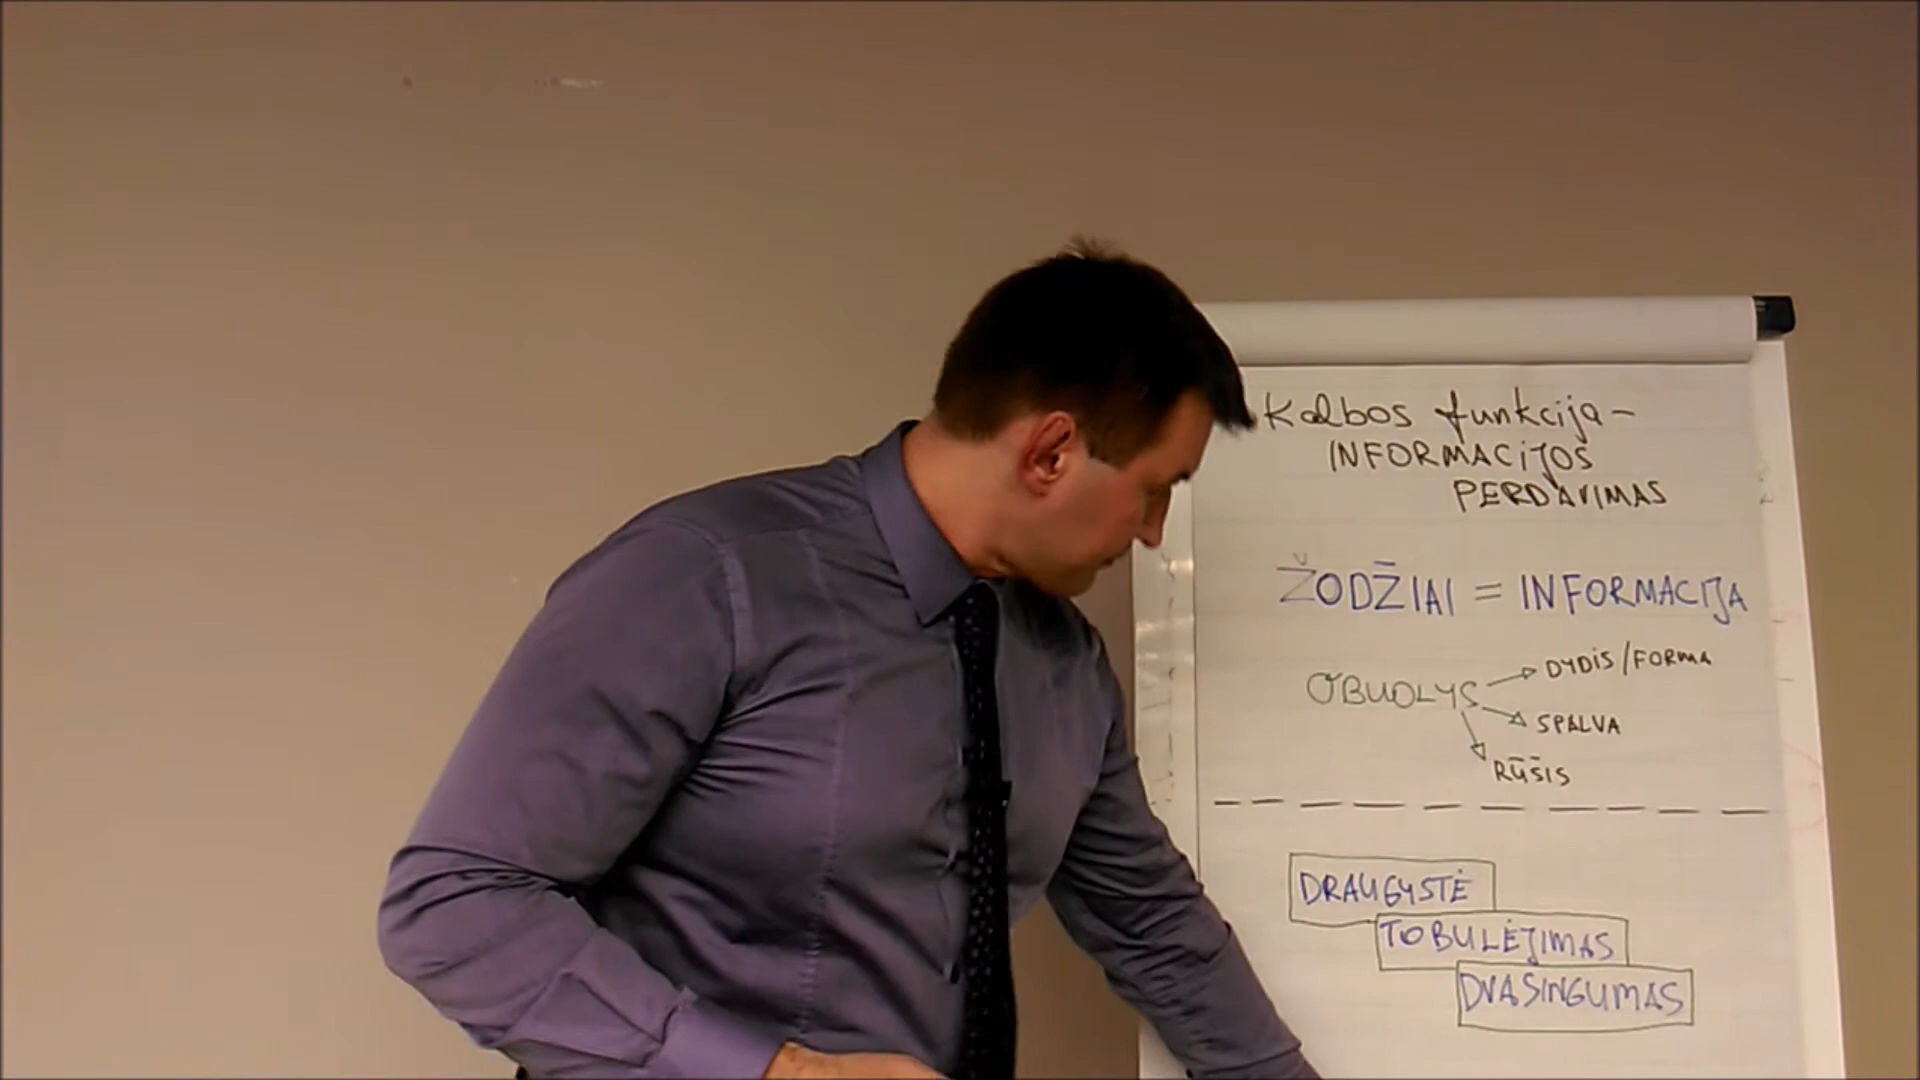 Kalbos funkcija -
INFORMACIJOS
PERDAVIMAS
ŽODŽIAI = INFORMACIJA
OBUOLYS
DYDIS/FORMA
SPALVA
RŪŠIS
DRAUGYSTĖ
TOBULĖJIMAS
DVASINGUMAS